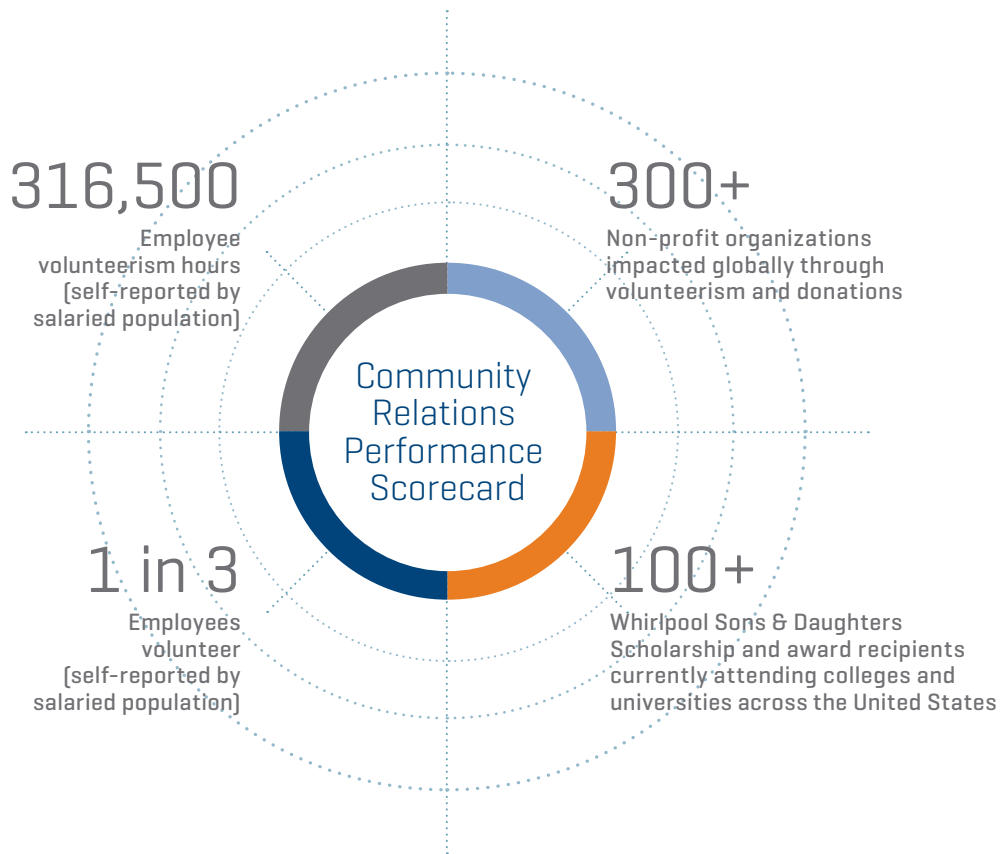 316,500
Employee
volunteerism hours
(self-reported by
salaried population)
300+
Non-profit organizations
impacted globally through
volunteerism and donations
Community
Relations
Performance
Scorecard
1 in 3
Employees
volunteer
(self-reported by
salaried population)
100+
Whirlpool Sons & Daughters
Scholarship and award recipients
currently attending colleges and
universities across the United States